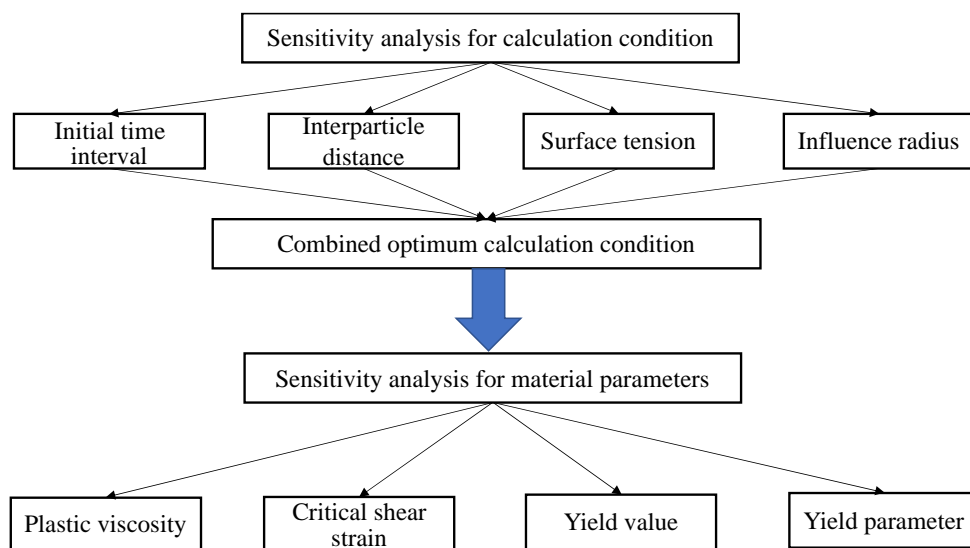 Sensitivity analysis for calculation condition
Initial time
interval
Interparticle
distance
Surface tension
Influence radius
Combined optimum calculation condition
Sensitivity analysis for material parameters
Plastic viscosity
Critical shear
strain
Yield value
Yield parameter